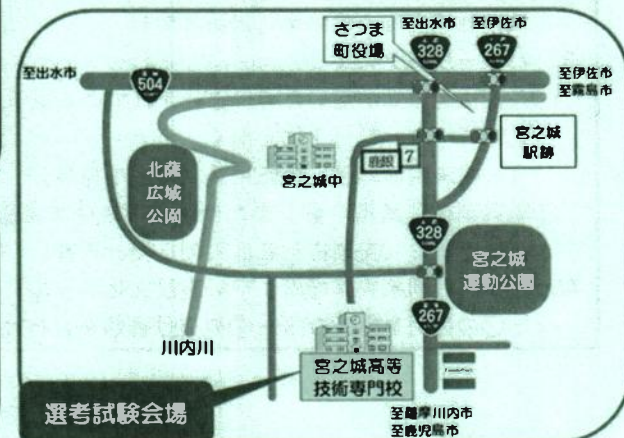 さつま
町役場
至出水市
至伊佐市
328
267
至出水市
504
至伊佐市
至霧島市
北薩
広域
公園
宮之城中
鹿銀
7
宮之城
駅跡
328
宮之城
運動公園
267
川内川
宮之城高等
技術専門校
選考試験会場
至薩摩川内市
至鹿児島市
FamilyMart